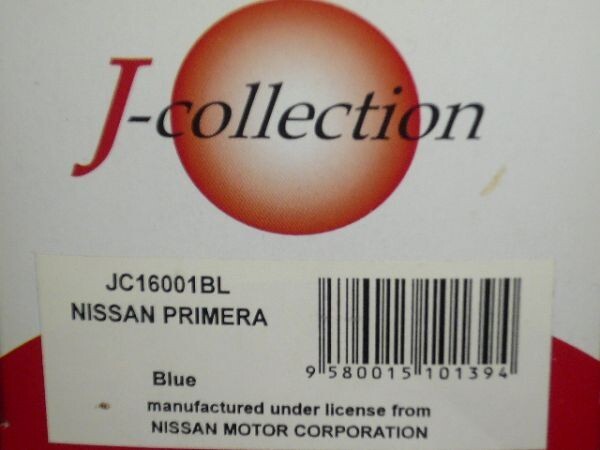 J-collection
JC16001BL
NISSAN PRIMERA
Blue
9 580015 101394
manufactured under license from
NISSAN MOTOR CORPORATION